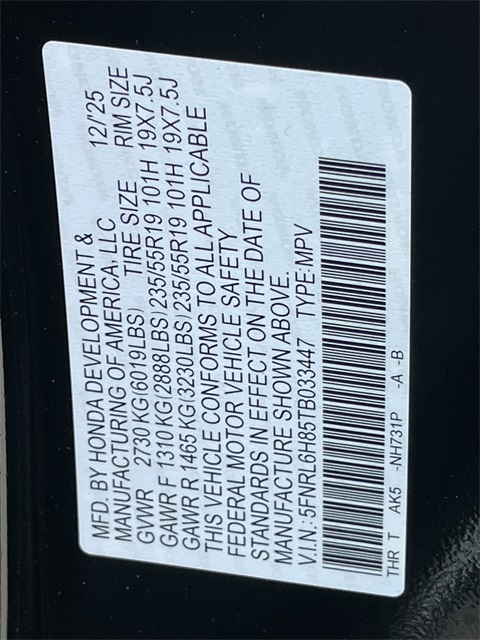 MFD. BY HONDA DEVELOPMENT & 12/'25
MANUFACTURING OF AMERICA, LLC
GVWR 2730 KG(6019LBS) TIRE SIZE RIM SIZE
GAWR F 1310 KG(2888LBS) 235/55R19 101H 19X7.5J
GAWR R 1465 KG(3230LBS) 235/55R19 101H 19X7.5J
THIS VEHICLE CONFORMS TO ALL APPLICABLE
FEDERAL MOTOR VEHICLE SAFETY
STANDARDS IN EFFECT ON THE DATE OF
MANUFACTURE SHOWN ABOVE.
V.I.N.: 5FNRL6H85TB033447 TYPE: MPV
THR T AK5 -NH731P -A -B